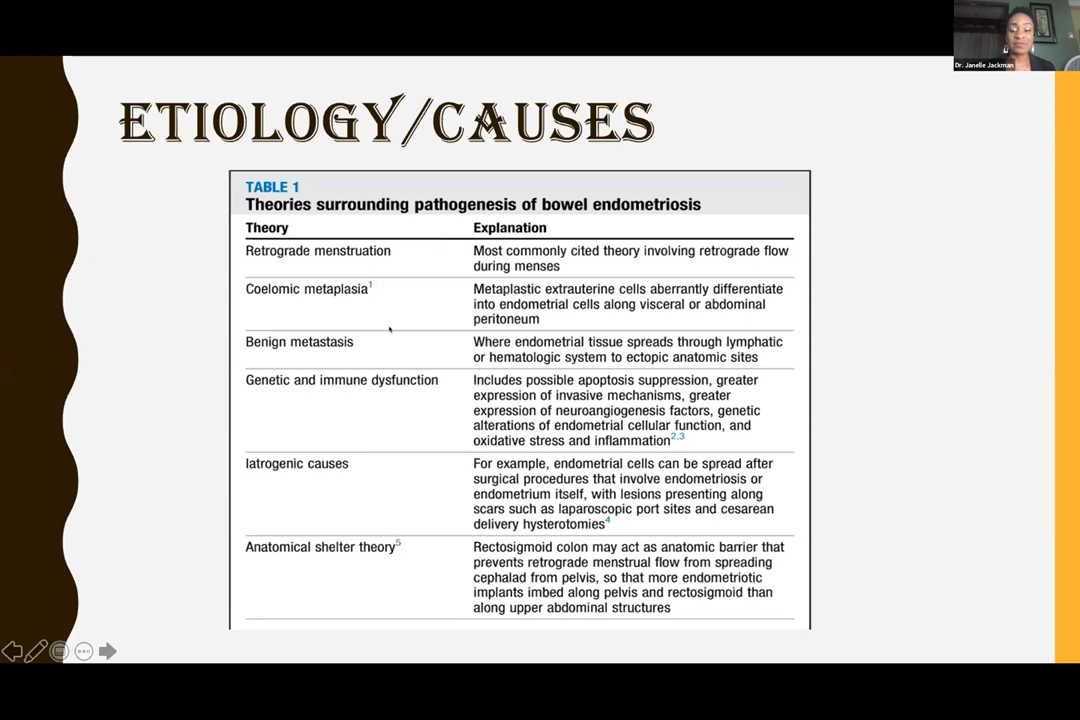 Dr. Janelle Jackman
ETIOLOGY/CAUSES
TABLE 1
Theories surrounding pathogenesis of bowel endometriosis
Theory Explanation
Retrograde menstruation Most commonly cited theory involving retrograde flow
during menses
Coelomic metaplasia1 Metaplastic extrauterine cells aberrantly differentiate
into endometrial cells along visceral or abdominal
peritoneum
Benign metastasis Where endometrial tissue spreads through lymphatic
or hematologic system to ectopic anatomic sites
Genetic and immune dysfunction Includes possible apoptosis suppression, greater
expression of invasive mechanisms, greater
expression of neuroangiogenesis factors, genetic
alterations of endometrial cellular function, and
oxidative stress and inflammation2,3
Iatrogenic causes For example, endometrial cells can be spread after
surgical procedures that involve endometriosis or
endometrium itself, with lesions presenting along
scars such as laparoscopic port sites and cesarean
delivery hysterotomies4
Anatomical shelter theory5 Rectosigmoid colon may act as anatomic barrier that
prevents retrograde menstrual flow from spreading
cephalad from pelvis, so that more endometriotic
implants imbed along pelvis and rectosigmoid than
along upper abdominal structures